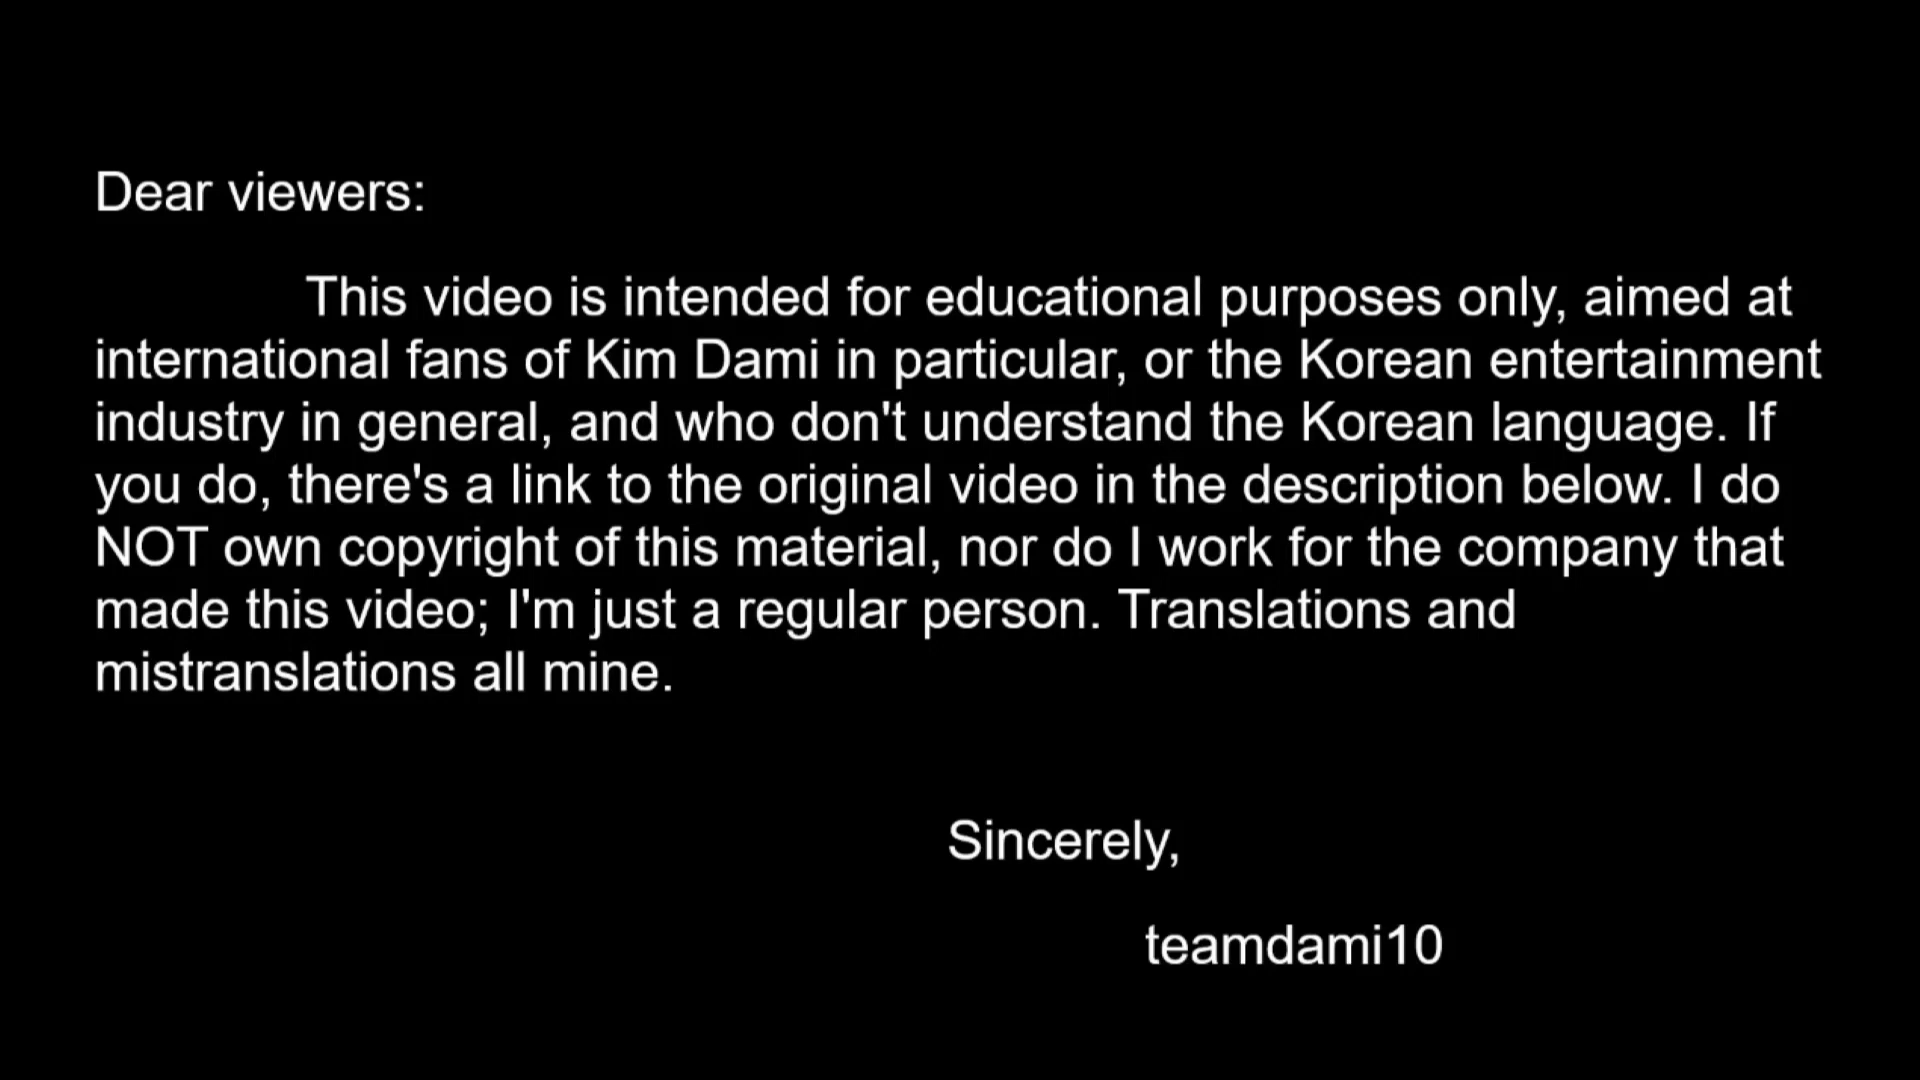 Dear viewers:
This video is intended for educational purposes only, aimed at
international fans of Kim Dami in particular, or the Korean entertainment
industry in general, and who don't understand the Korean language. If
you do, there's a link to the original video in the description below. I do
NOT own copyright of this material, nor do I work for the company that
made this video; I'm just a regular person. Translations and
mistranslations all mine.
Sincerely,
teamdami10